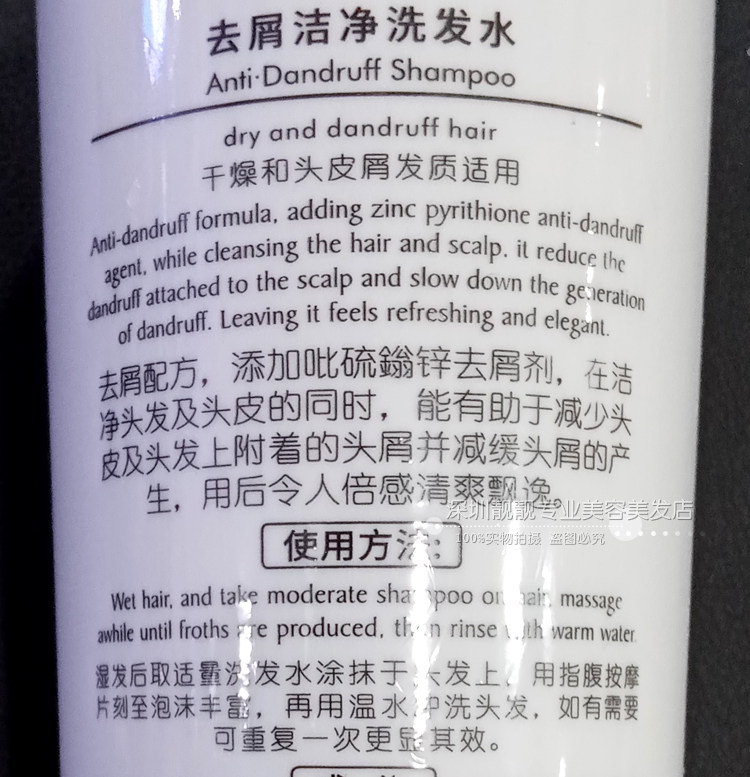 去屑洁净洗发水
Anti·Dandruff Shampoo
dry and dandruff hair
干燥和头皮屑发质适用
Anti-dandruff formula, adding zinc pyrithione anti-dandruff
agent, while cleansing the hair and scalp. it reduce the
dandruff attached to the scalp and slow down the generation
of dandruff. Leaving it feels refreshing and elegant.
去屑配方，添加吡硫鎓锌去屑剂，在洁
净头发及头皮的同时，能有助于减少头
皮及头发上附着的头屑并减缓头屑的产
生，用后令人倍感清爽飘逸。
深圳靓靓专业美容美发店
100%实物拍摄 盗图必究
使用方法:
Wet hair, and take moderate shampoo on hair, massage
awhile until froths are produced, then rinse with warm water
湿发后取适量洗发水涂抹于头发上，用指腹按摩
片刻至泡沫丰富，再用温水冲洗头发，如有需要
可重复一次更显其效。